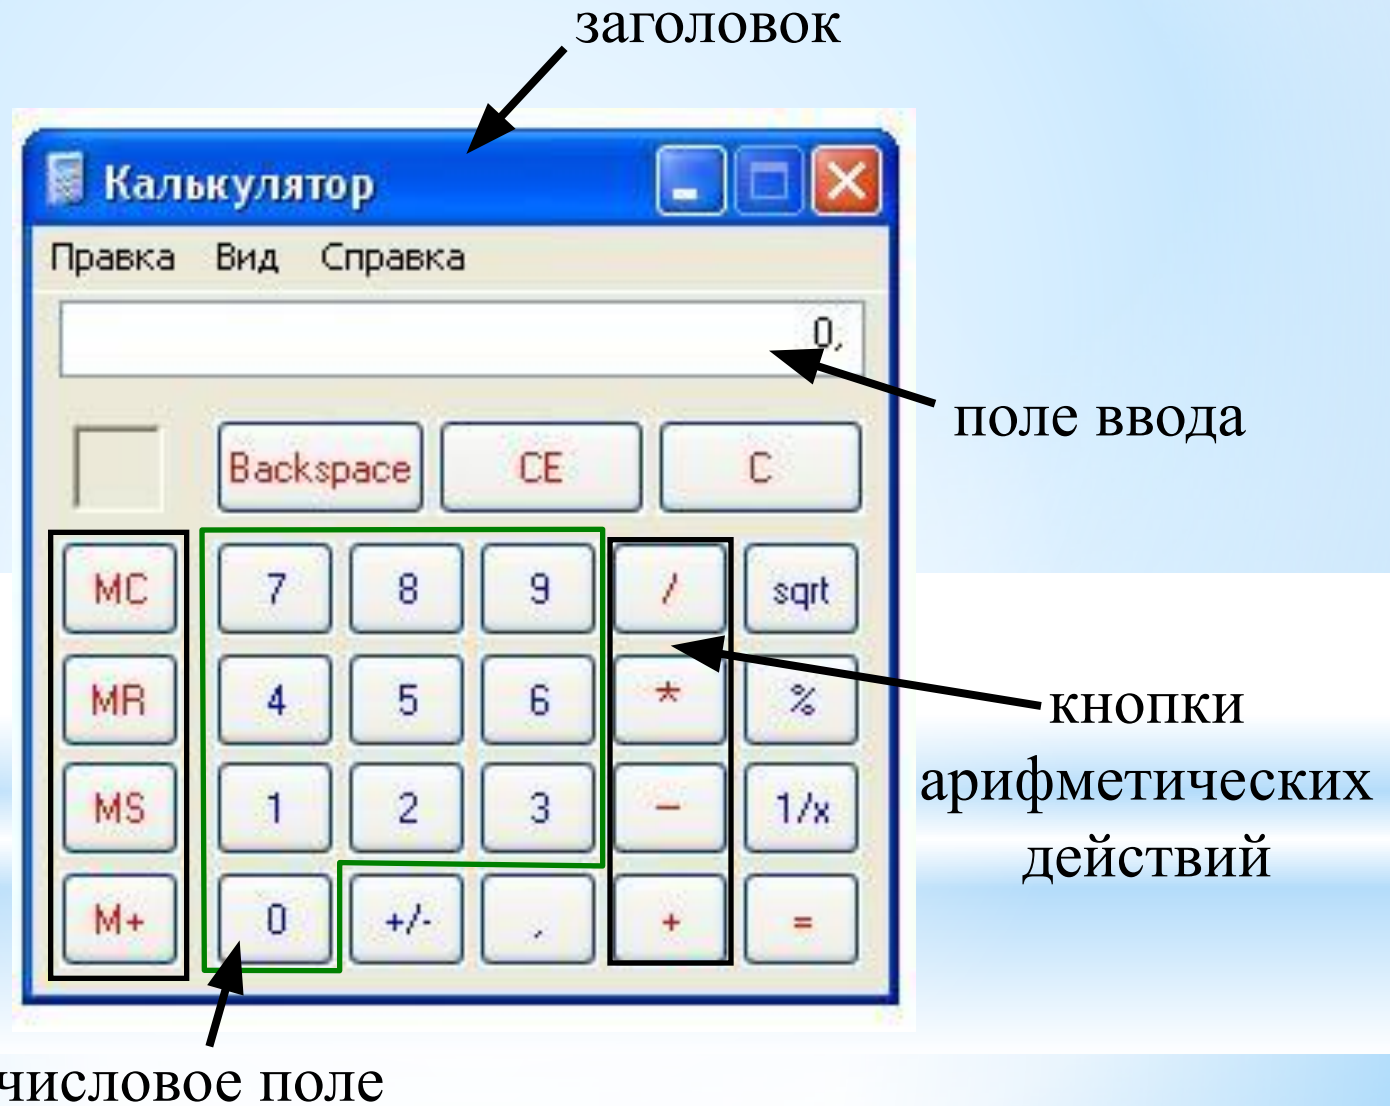 заголовок
Калькулятор
Правка Вид Справка
0,
поле ввода
Backspace CE C
MC 7 8 9 / sqrt
MR 4 5 6 * %
MS 1 2 3 - 1/x
M+ 0 +/- , + =
кнопки
арифметических
действий
числовое поле